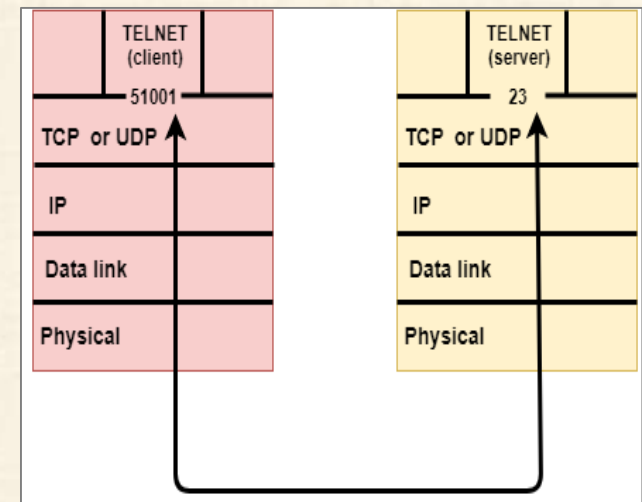 TELNET
(client)
51001
TCP or UDP
IP
Data link
Physical
TELNET
(server)
23
TCP or UDP
IP
Data link
Physical